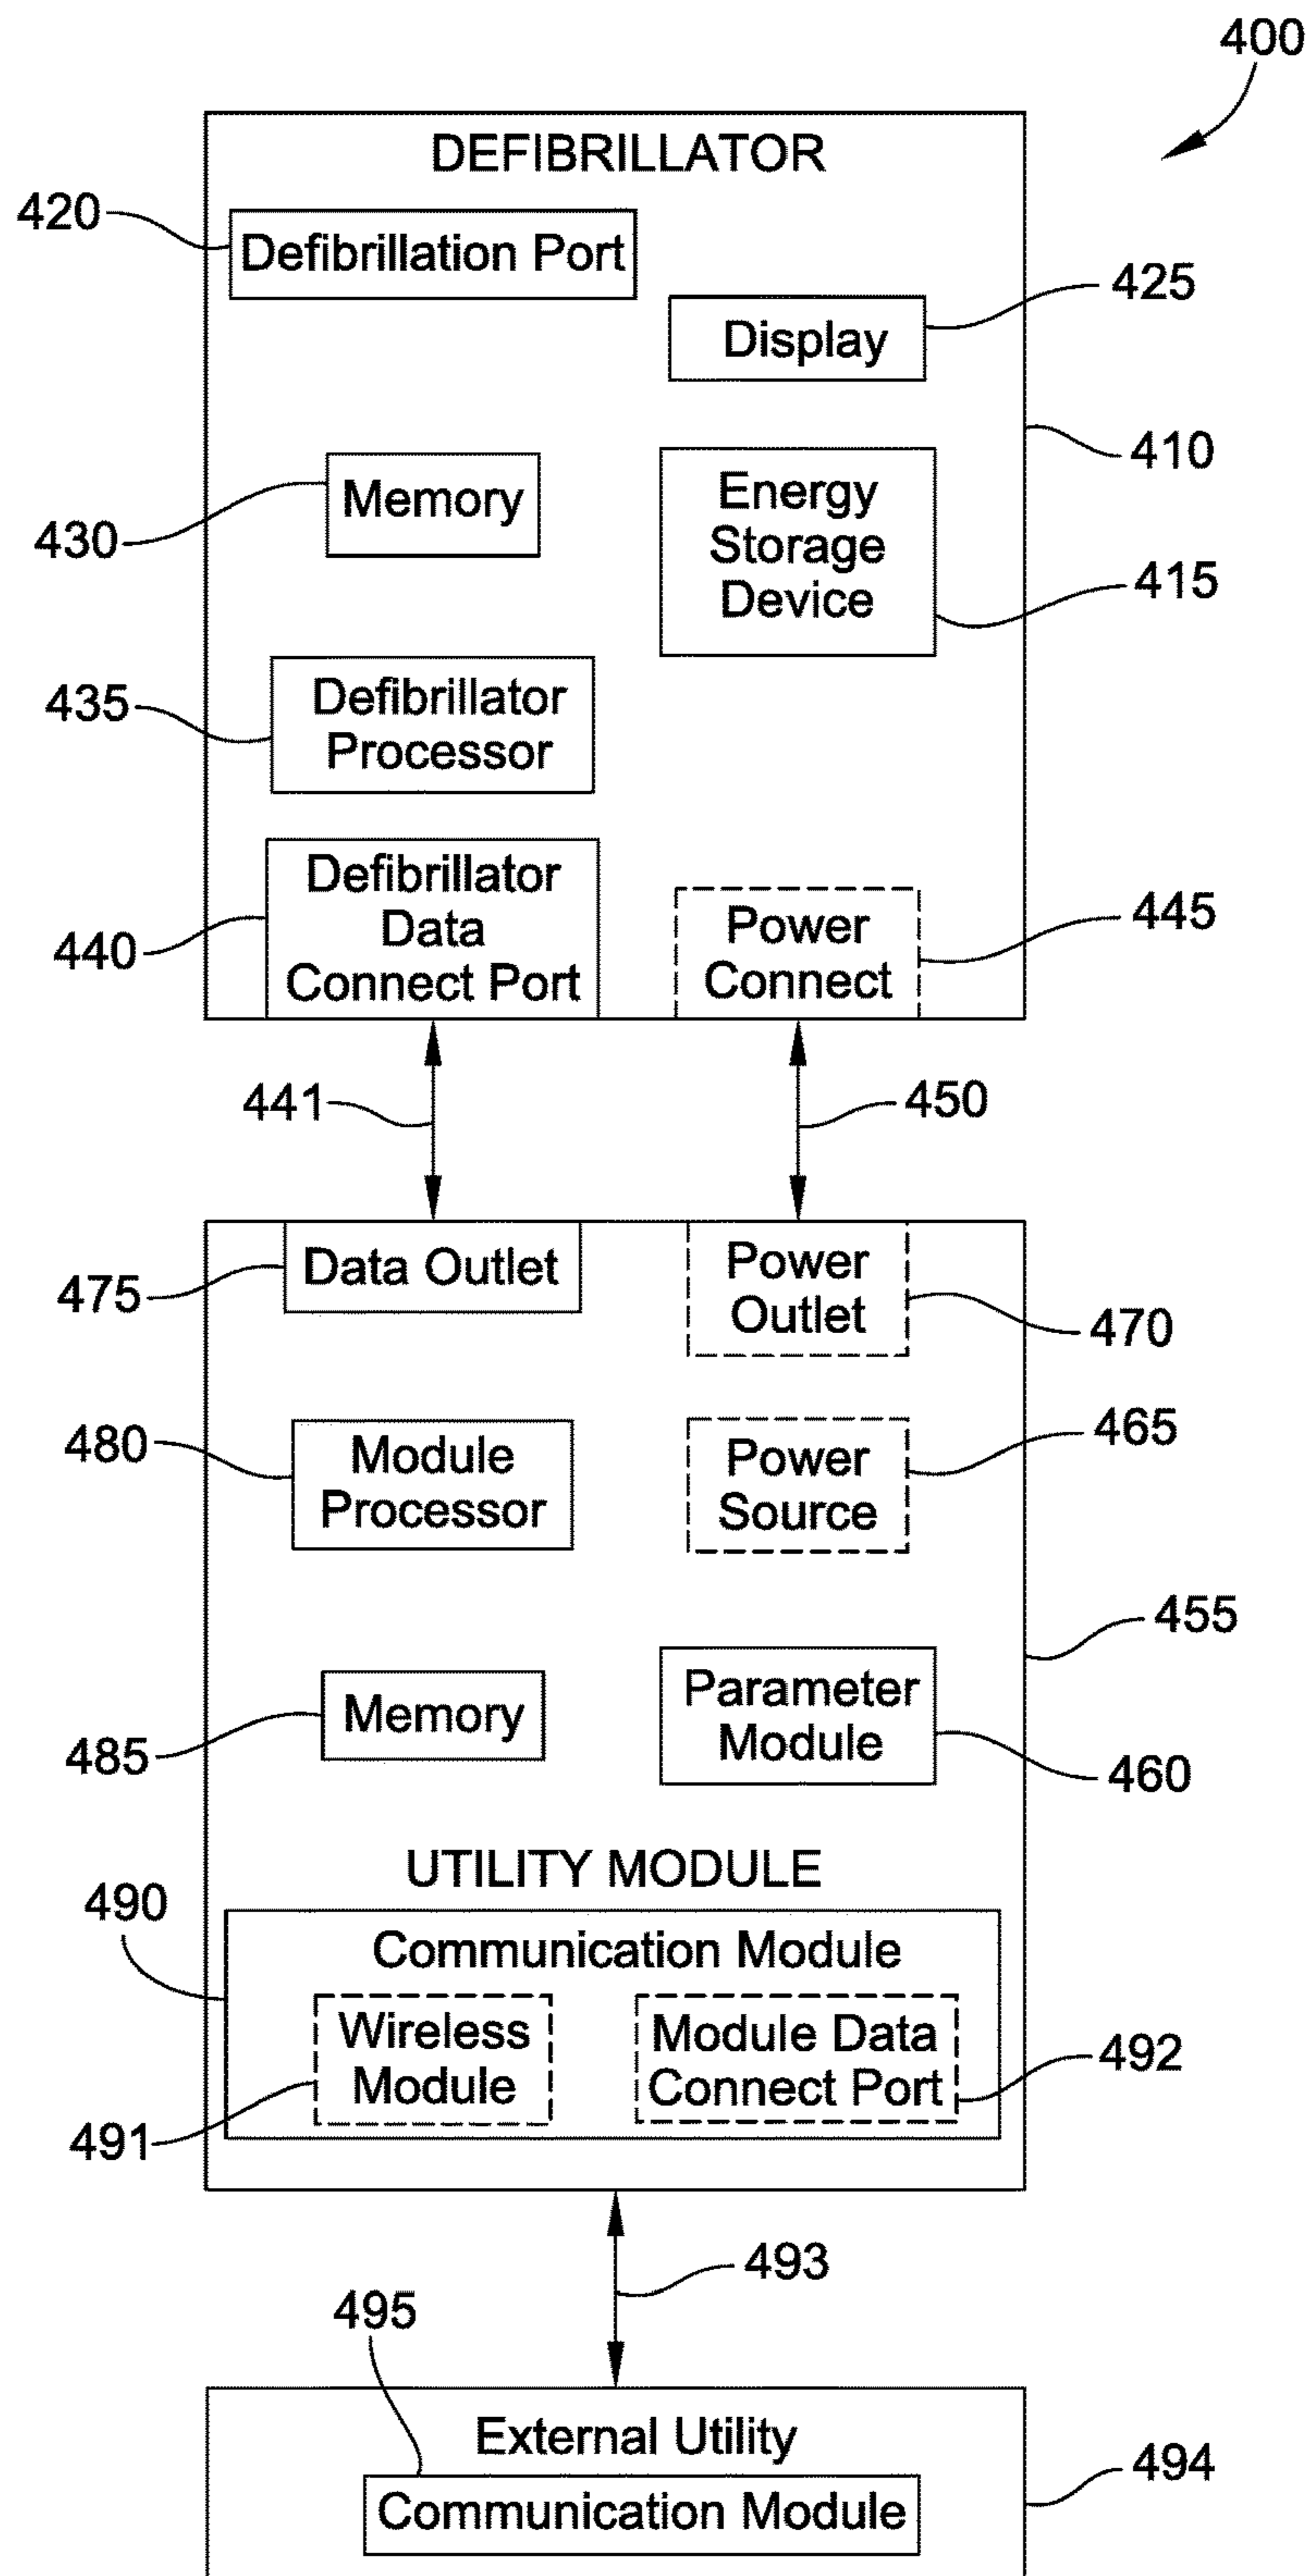 400
DEFIBRILLATOR
420
Defibrillation Port
425
Display
410
430
Memory
Energy
Storage
Device
415
435
Defibrillator
Processor
440
Defibrillator
Data
Connect Port
Power
Connect
445
441
450
475
Data Outlet
Power
Outlet
470
480
Module
Processor
Power
Source
465
455
485
Memory
Parameter
Module
460
UTILITY MODULE
490
Communication Module
Wireless
Module
491
Module Data
Connect Port
492
493
495
External Utility
494
Communication Module